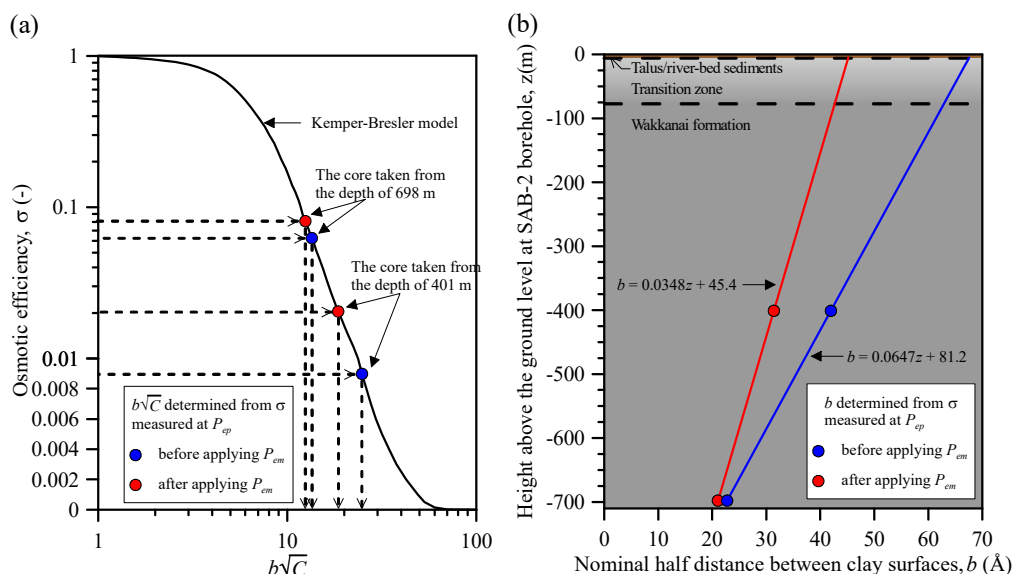 (a)
1
0.1
0.01
0.008
0.006
0.004
0.002
0
Osmotic efficiency, σ (-)
Kemper-Bresler model
The core taken from
the depth of 698 m
The core taken from
the depth of 401 m
b√C determined from σ
measured at Pep
before applying Pem
after applying Pem
1
10
100
b√C
(b)
0
-100
-200
-300
-400
-500
-600
-700
Height above the ground level at SAB-2 borehole, z(m)
Talus/river-bed sediments
Transition zone
Wakkanai formation
b = 0.0348z + 45.4
b = 0.0647z + 81.2
b determined from σ
measured at Pep
before applying Pem
after applying Pem
0 10 20 30 40 50 60 70
Nominal half distance between clay surfaces, b (Å)